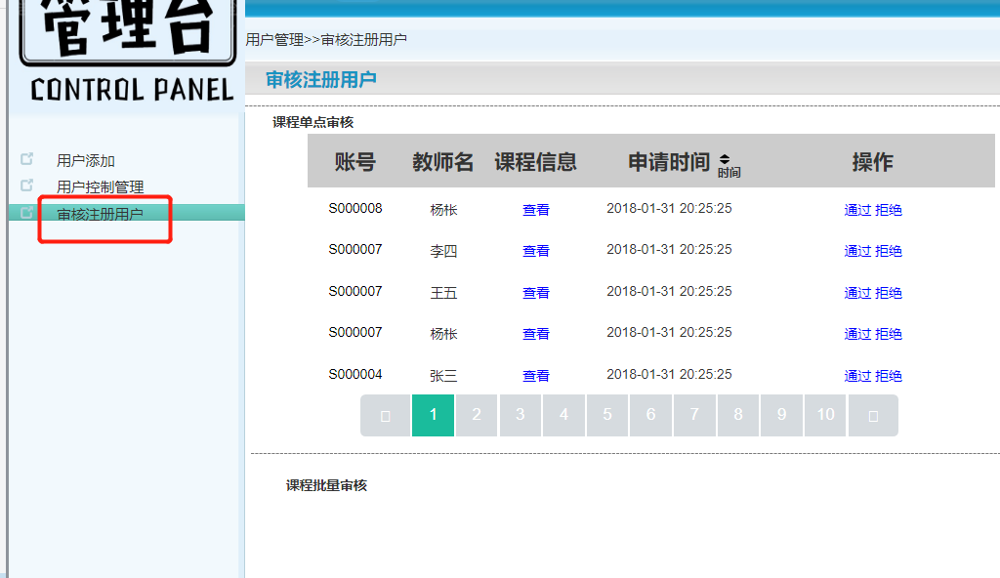 管理台
CONTROL PANEL
用户管理>>审核注册用户
审核注册用户
用户添加
用户控制管理
审核注册用户
课程单点审核
账号 教师名 课程信息 申请时间 时间 操作
S000008 杨枨 查看 2018-01-31 20:25:25 通过 拒绝
S000007 李四 查看 2018-01-31 20:25:25 通过 拒绝
S000007 王五 查看 2018-01-31 20:25:25 通过 拒绝
S000007 杨枨 查看 2018-01-31 20:25:25 通过 拒绝
S000004 张三 查看 2018-01-31 20:25:25 通过 拒绝
1 2 3 4 5 6 7 8 9 10
课程批量审核